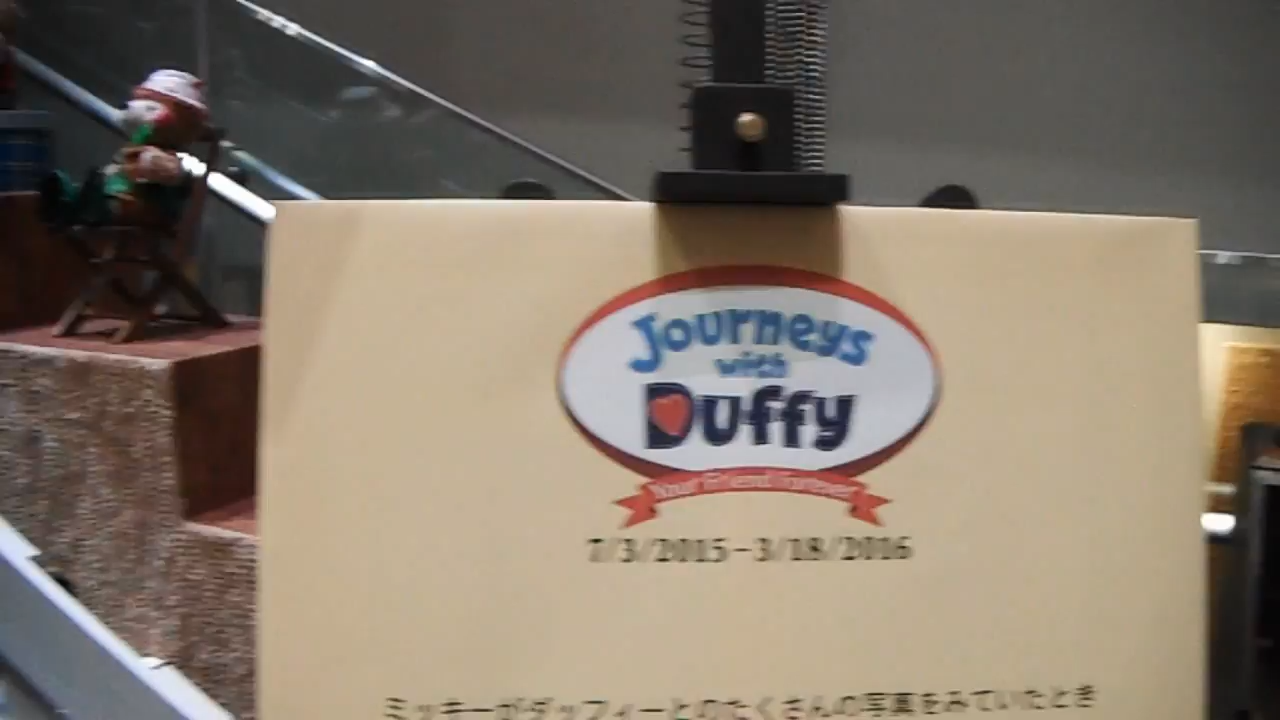 Journeys
with
Duffy
Your Friend Forever
7/3/2015-3/18/2016
ミッキーがダッフィーとのたくさんの写真をみていたとき